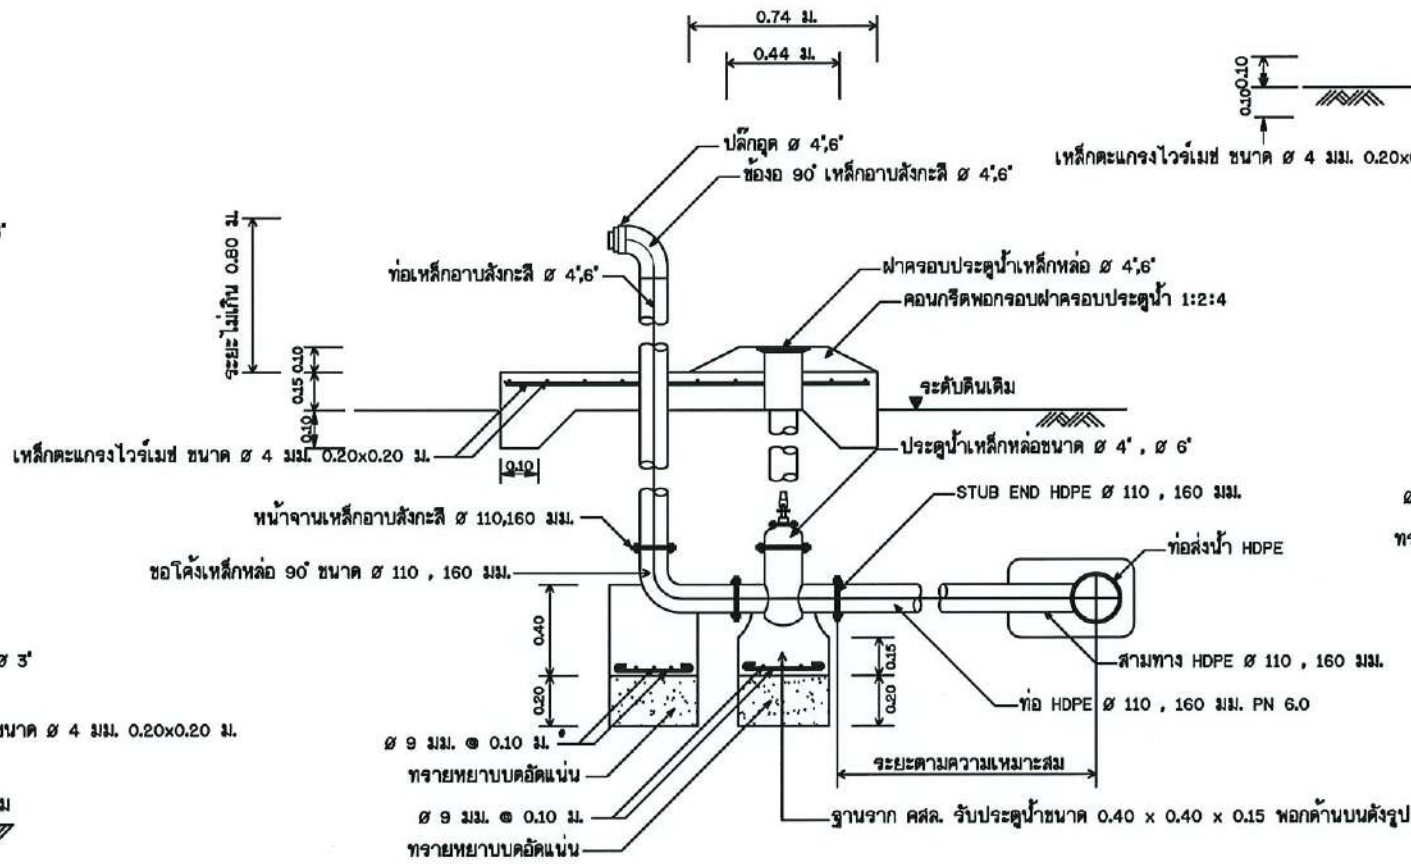 0.74 ม.
0.44 ม.
0.10
0.10
ปลั๊กอุด Ø 4",6"
เหล็กตะแกรงไวร์เมช ขนาด Ø 4 มม. 0.20x
ข้องอ 90° เหล็กอาบสังกะสี Ø 4",6"
ระยะไม่เกิน 0.80 ม.
ท่อเหล็กอาบสังกะสี Ø 4",6"
ฝาครอบประตูน้ำเหล็กหล่อ Ø 4",6"
คอนกรีตพอกรอบฝาครอบประตูน้ำ 1:2:4
0.10
0.15
0.10
ระดับดินเดิม
เหล็กตะแกรงไวร์เมช ขนาด Ø 4 มม. 0.20x0.20 ม.
0.10
ประตูน้ำเหล็กหล่อขนาด Ø 4" , Ø 6"
STUB END HDPE Ø 110 , 160 มม.
Ø
หน้าจานเหล็กอาบสังกะสี Ø 110,160 มม.
ท่อส่งน้ำ HDPE
ทร
ขอโค้งเหล็กหล่อ 90° ขนาด Ø 110 , 160 มม.
0.40
0.20
0.15
0.20
Ø 3"
สามทาง HDPE Ø 110 , 160 มม.
ท่อ HDPE Ø 110 , 160 มม. PN 6.0
ขนาด Ø 4 มม. 0.20x0.20 ม.
Ø 9 มม. @ 0.10 ม.
ทรายหยาบบดอัดแน่น
ระยะตามความเหมาะสม
ม
Ø 9 มม. @ 0.10 ม.
ฐานราก คสล. รับประตูน้ำขนาด 0.40 x 0.40 x 0.15 พอกด้านบนดังรูป
ทรายหยาบบดอัดแน่น